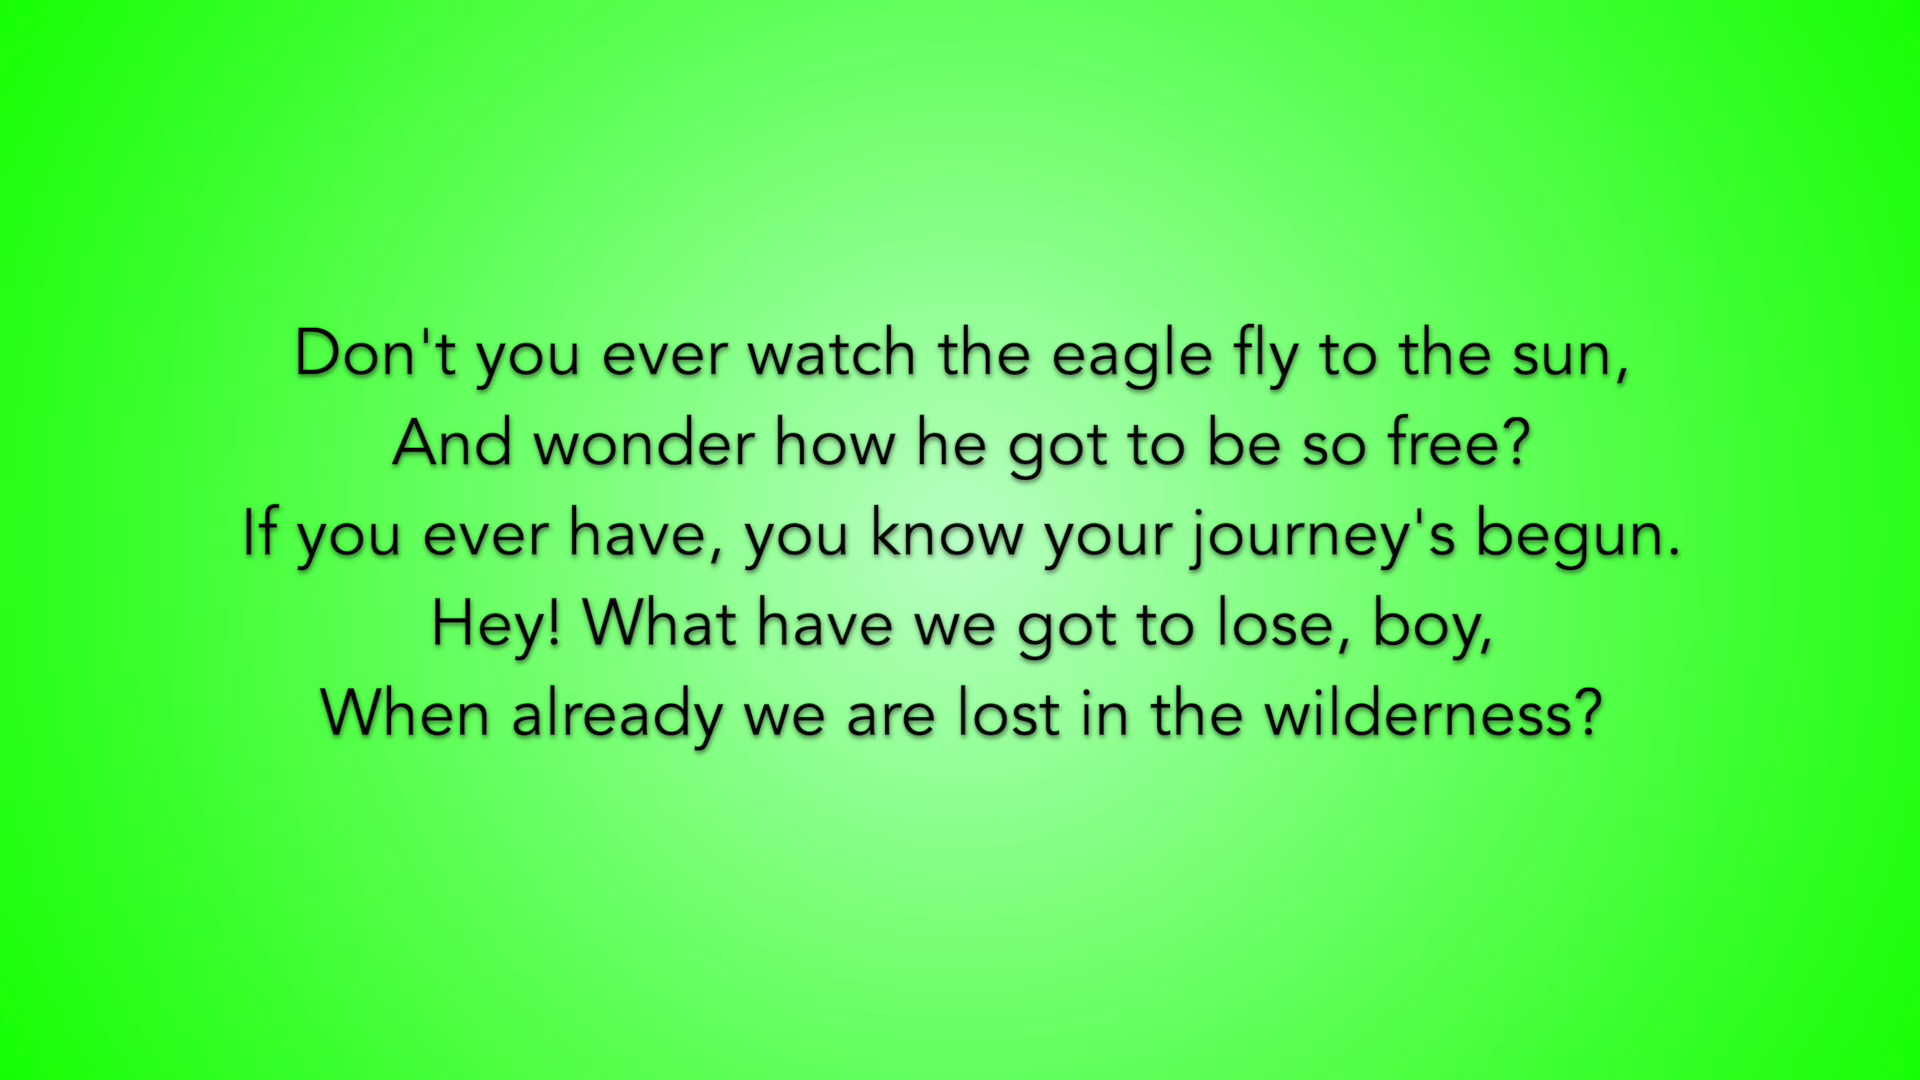 Don't you ever watch the eagle fly to the sun,
And wonder how he got to be so free?
If you ever have, you know your journey's begun.
Hey! What have we got to lose, boy,
When already we are lost in the wilderness?